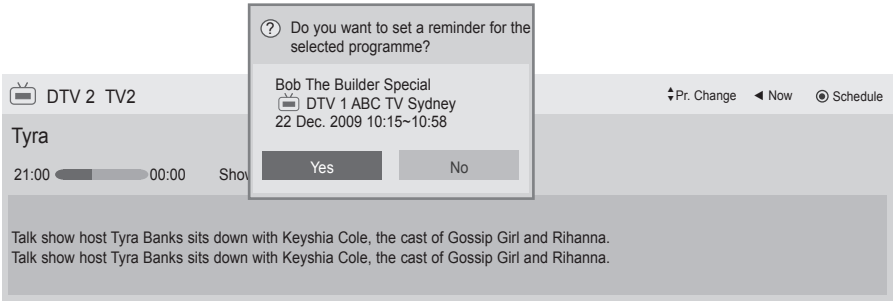 ? Do you want to set a reminder for the
selected programme?
Bob The Builder Special
DTV 1 ABC TV Sydney
22 Dec. 2009 10:15~10:58
Yes No
DTV 2 TV2 Pr. Change Now Schedule
Tyra
21:00 00:00
Talk show host Tyra Banks sits down with Keyshia Cole, the cast of Gossip Girl and Rihanna.
Talk show host Tyra Banks sits down with Keyshia Cole, the cast of Gossip Girl and Rihanna.